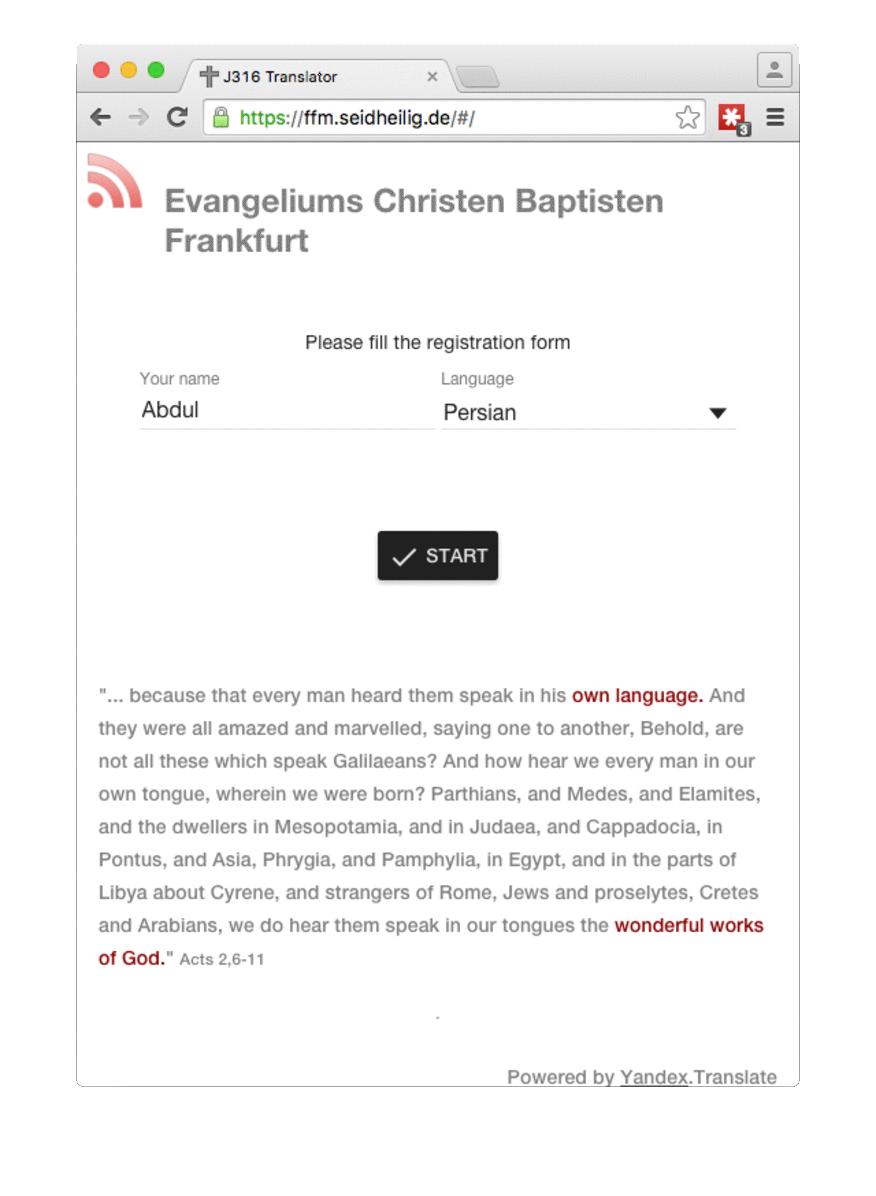 J316 Translator
https://ffm.seidheilig.de/#/
3
Evangeliums Christen Baptisten
Frankfurt
Please fill the registration form
Your name
Language
Abdul
Persian
START
"... because that every man heard them speak in his own language. And
they were all amazed and marvelled, saying one to another, Behold, are
not all these which speak Galilaeans? And how hear we every man in our
own tongue, wherein we were born? Parthians, and Medes, and Elamites,
and the dwellers in Mesopotamia, and in Judaea, and Cappadocia, in
Pontus, and Asia, Phrygia, and Pamphylia, in Egypt, and in the parts of
Libya about Cyrene, and strangers of Rome, Jews and proselytes, Cretes
and Arabians, we do hear them speak in our tongues the wonderful works
of God." Acts 2,6-11
.
Powered by Yandex.Translate